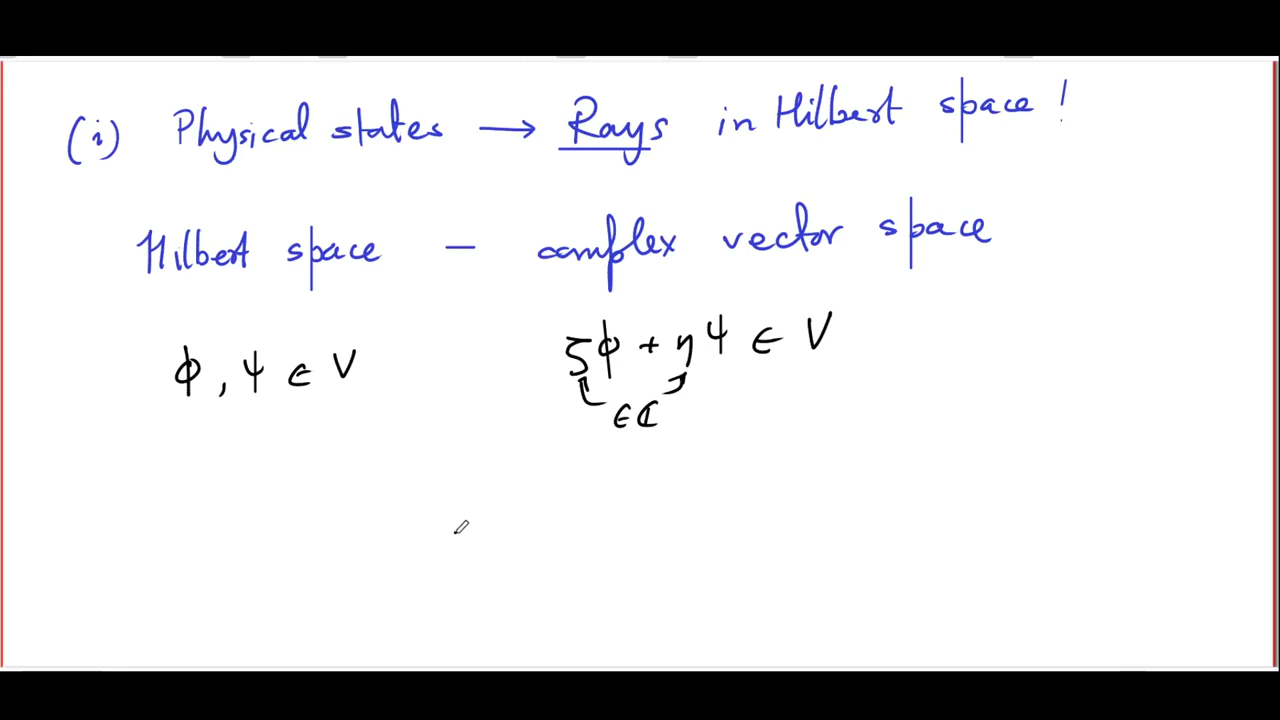 (i) Physical states → Rays in Hilbert space !
Hilbert space – complex vector space
ϕ, ψ ∈ V ξϕ + ηψ ∈ V
∈ ℂ